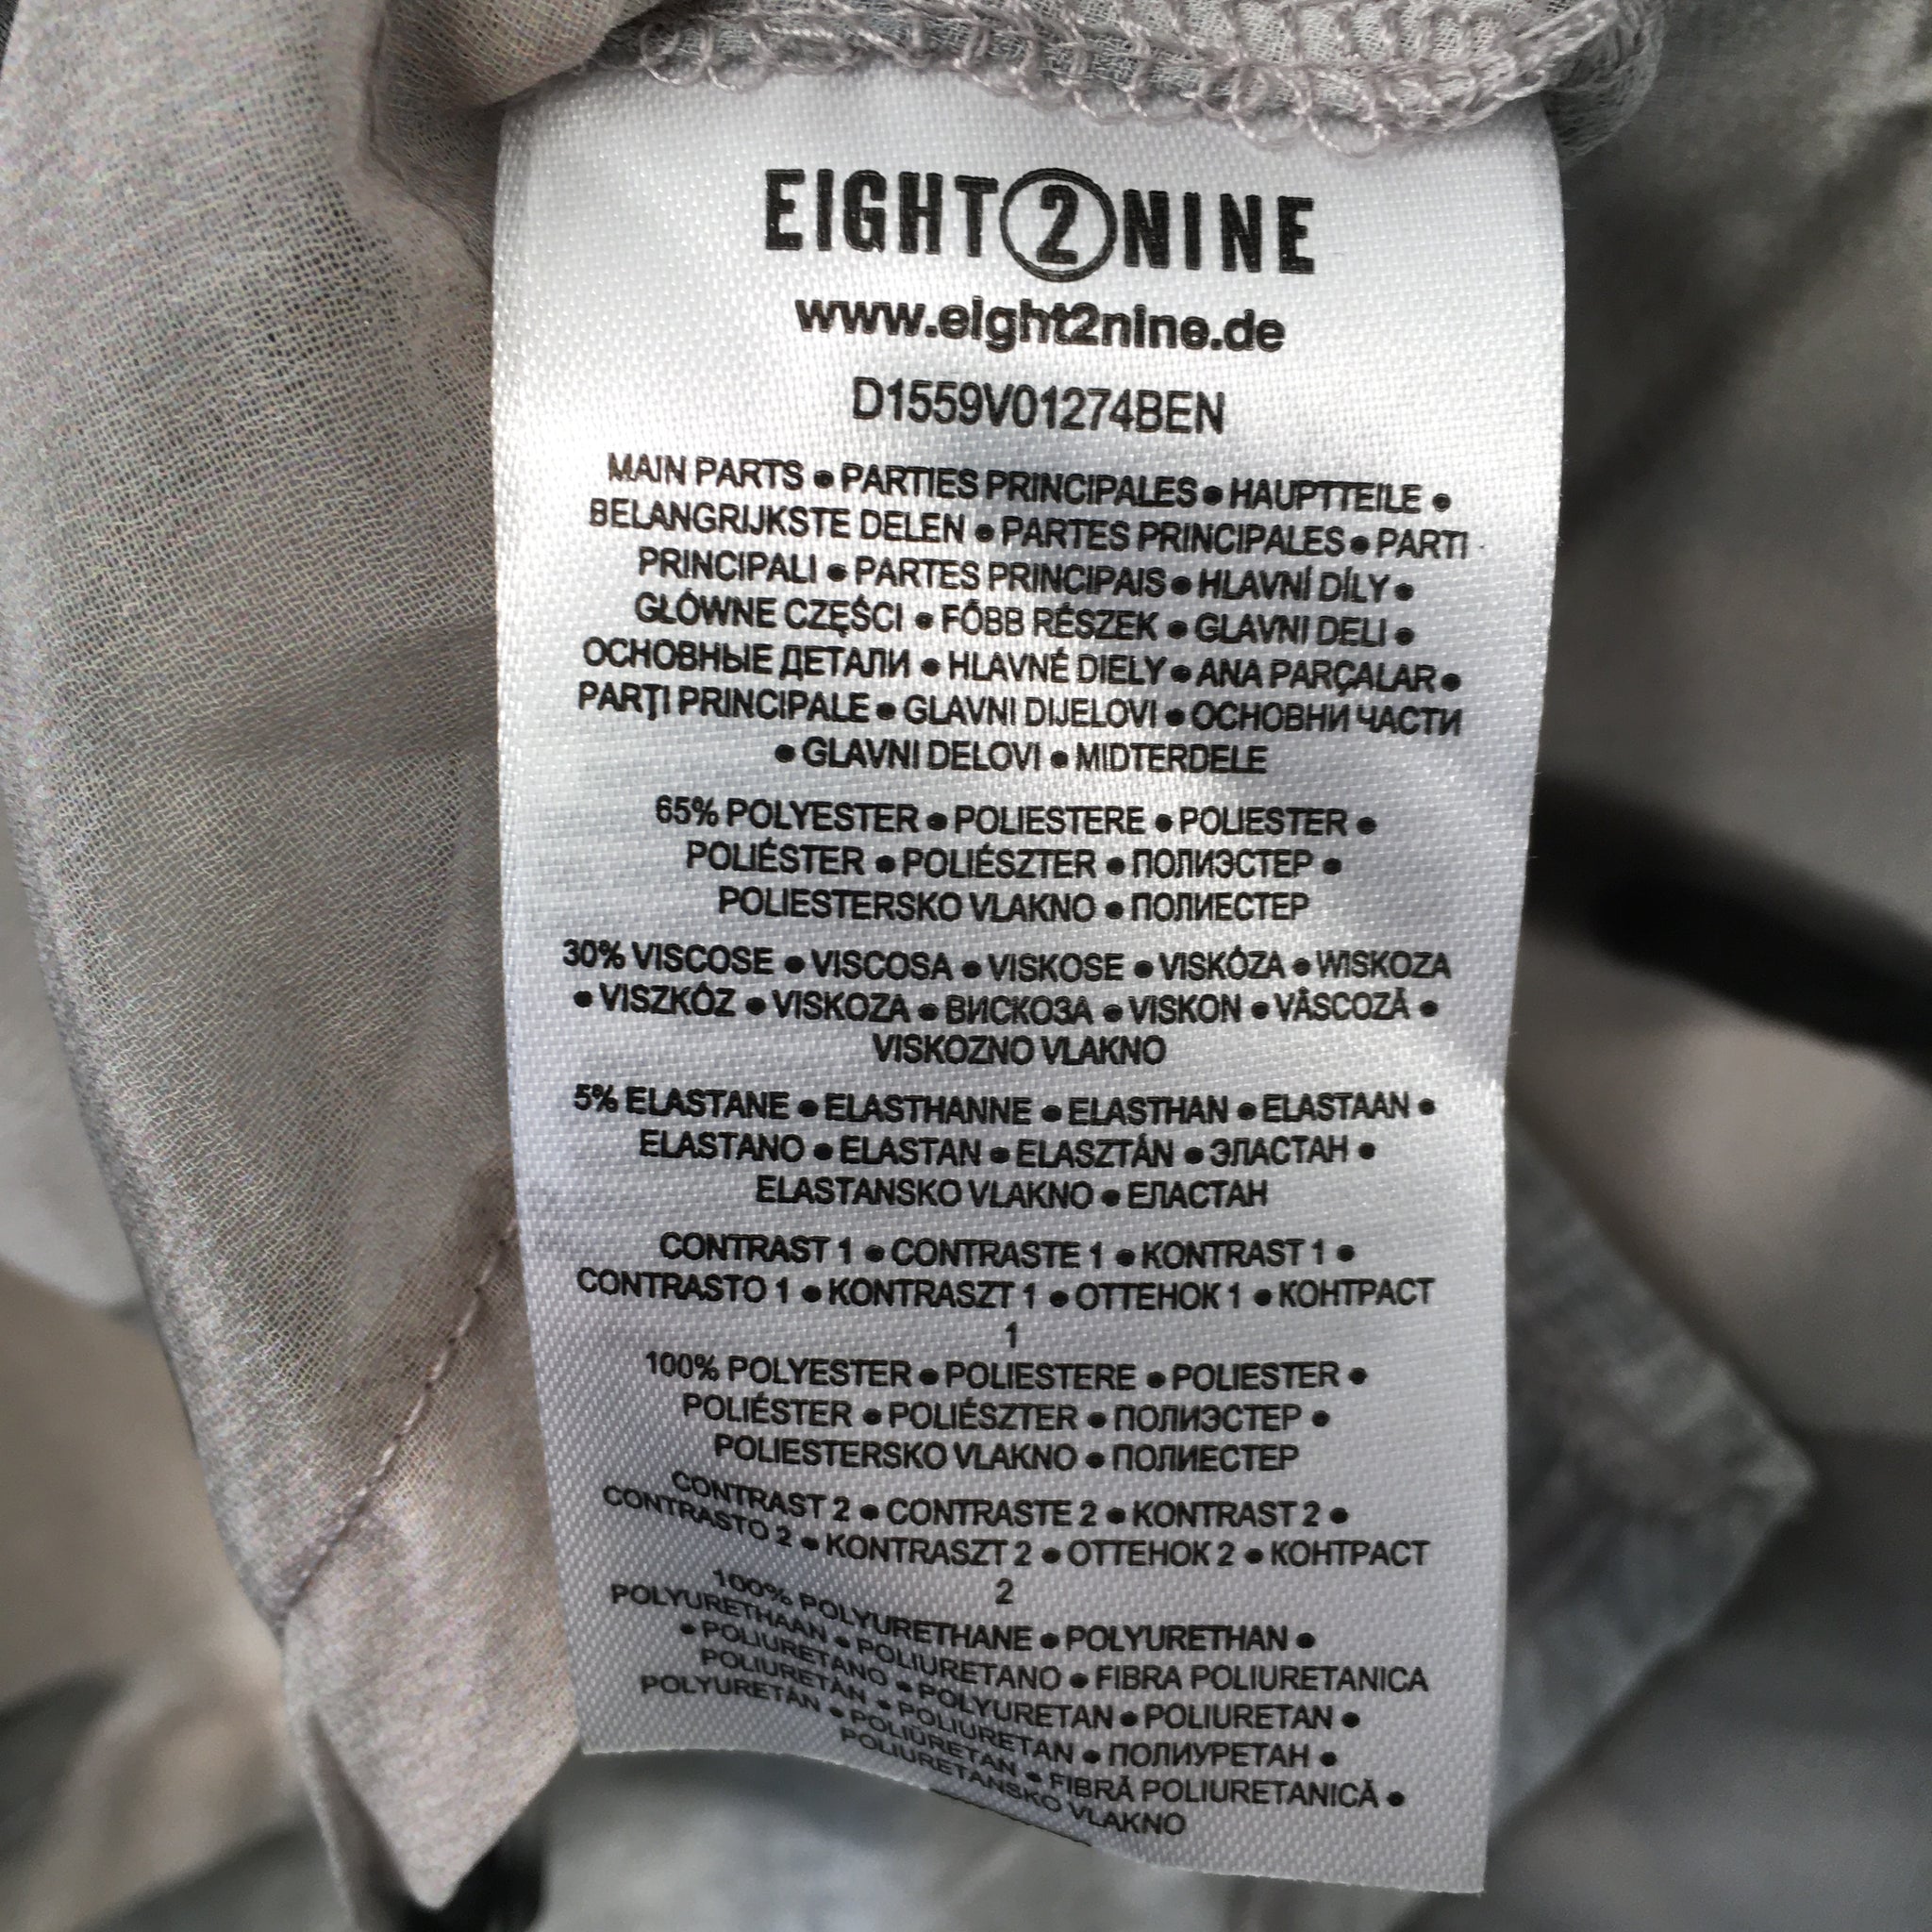 EIGHT2NINE
www.eight2nine.de
D1559V01274BEN
MAIN PARTS ● PARTIES PRINCIPALES ● HAUPTTEILE ●
BELANGRIJKSTE DELEN ● PARTES PRINCIPALES ● PARTI
PRINCIPALI ● PARTES PRINCIPAIS ● HLAVNÍ DÍLY ●
GŁÓWNE CZĘŚCI ● FÓBB RÉSZEK ● GLAVNI DELI ●
ОСНОВНЫЕ ДЕТАЛИ ● HLAVNÉ DIELY ● ANA PARÇALAR ●
PARŢI PRINCIPALE ● GLAVNI DIJELOVI ● ОСНОВНИ ЧАСТИ
● GLAVNI DELOVI ● MIDTERDELE
65% POLYESTER ● POLIESTERE ● POLIESTER ●
POLIÉSTER ● POLIÉSZTER ● ПОЛИЭСТЕР ●
POLIESTERSKO VLAKNO ● ПОЛИЕСТЕР
30% VISCOSE ● VISCOSA ● VISKOSE ● VISKÓZA ● WISKOZA
● VISZKÓZ ● VISKOZA ● ВИСКОЗА ● VISKON ● VÂSCOZĂ ●
VISKOZNO VLAKNO
5% ELASTANE ● ELASTHANNE ● ELASTHAN ● ELASTAAN ●
ELASTANO ● ELASTAN ● ELASZTÁN ● ЭЛАСТАН ●
ELASTANSKO VLAKNO ● ЕЛАСТАН
CONTRAST 1 ● CONTRASTE 1 ● KONTRAST 1 ●
CONTRASTO 1 ● KONTRASZT 1 ● ОТТЕНОК 1 ● КОНТРАСТ
1
100% POLYESTER ● POLIESTERE ● POLIESTER ●
POLIÉSTER ● POLIÉSZTER ● ПОЛИЭСТЕР ●
POLIESTERSKO VLAKNO ● ПОЛИЕСТЕР
CONTRAST 2 ● CONTRASTE 2 ● KONTRAST 2 ●
CONTRASTO 2 ● KONTRASZT 2 ● ОТТЕНОК 2 ● КОНТРАСТ
2
100% POLYURETHANE ● POLYURETHAN ●
POLYURETHAAN ● POLIURETANO ● FIBRA POLIURETANICA
● POLIURETANO ● POLYURETAN ● POLIURETAN ●
POLIURETÁN ● POLIURETAN ● ПОЛИУРЕТАН ●
POLYURETÁN ● POLIÜRETAN ● FIBRĂ POLIURETANICĂ ●
POLIURETANSKO VLAKNO